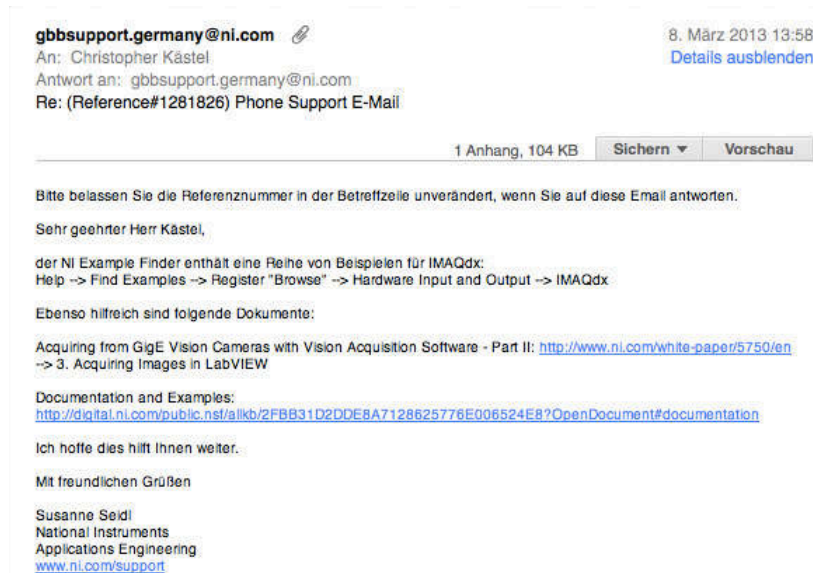 gbbsupport.germany@ni.com
8. März 2013 13:58
An: Christopher Kästel
Details ausblenden
Antwort an: gbbsupport.germany@ni.com
Re: (Reference#1281826) Phone Support E-Mail
1 Anhang, 104 KB Sichern ▼ Vorschau
Bitte belassen Sie die Referenznummer in der Betreffzeile unverändert, wenn Sie auf diese Email antworten.
Sehr geehrter Herr Kästel,
der NI Example Finder enthält eine Reihe von Beispielen für IMAQdx:
Help --> Find Examples --> Register "Browse" --> Hardware Input and Output --> IMAQdx
Ebenso hilfreich sind folgende Dokumente:
Acquiring from GigE Vision Cameras with Vision Acquisition Software - Part II: http://www.ni.com/white-paper/5750/en
--> 3. Acquiring Images in LabVIEW
Documentation and Examples:
http://digital.ni.com/public.nsf/allkb/2FBB31D2DDE8A7128625776E006524E8?OpenDocument#documentation
Ich hoffe dies hilft Ihnen weiter.
Mit freundlichen Grüßen
Susanne Seidl
National Instruments
Applications Engineering
www.ni.com/support